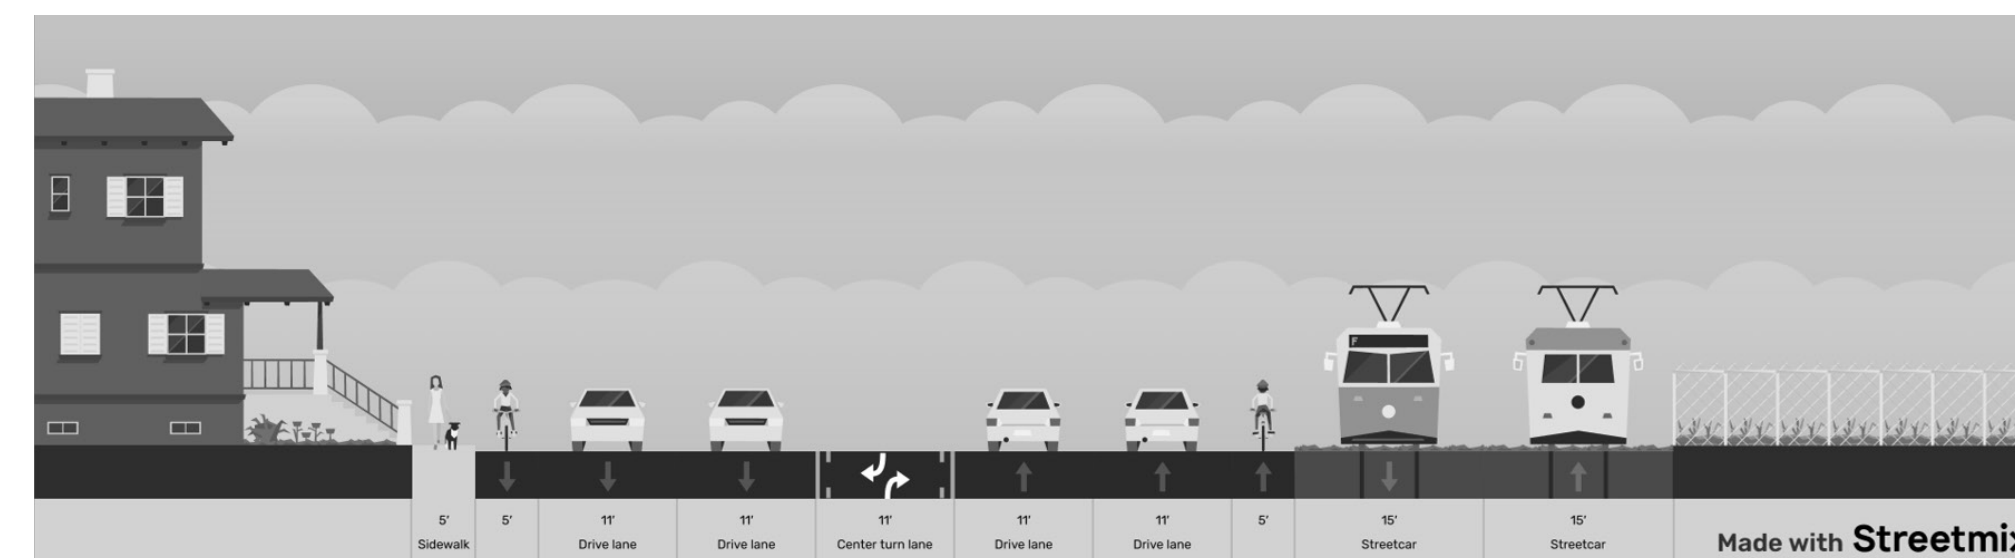 F
5' 5' 11' 11' 11' 11' 11' 5' 15' 15'
Sidewalk Drive lane Drive lane Center turn lane Drive lane Drive lane Streetcar Streetcar
Made with Streetmix